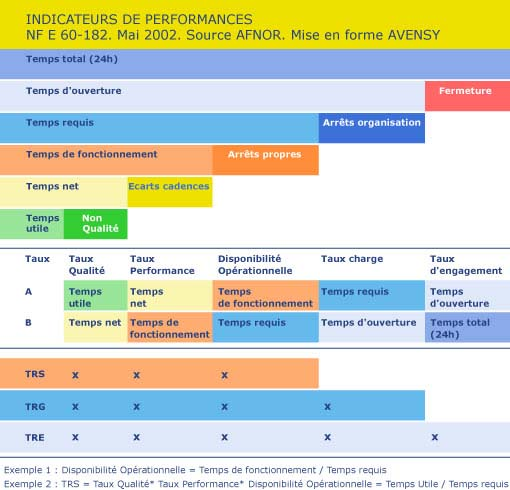 INDICATEURS DE PERFORMANCES
NF E 60-182. Mai 2002. Source AFNOR. Mise en forme AVENSY
Temps total (24h)
Temps d'ouverture Fermeture
Temps requis Arrêts organisation
Temps de fonctionnement Arrêts propres
Temps net Ecarts cadences
Temps utile Non Qualité
Taux Taux Qualité Taux Performance Disponibilité Opérationnelle Taux charge Taux d'engagement
A Temps utile Temps net Temps de fonctionnement Temps requis Temps d'ouverture
B Temps net Temps de fonctionnement Temps requis Temps d'ouverture Temps total (24h)
TRS x x x
TRG x x x x
TRE x x x x x
Exemple 1 : Disponibilité Opérationnelle = Temps de fonctionnement / Temps requis
Exemple 2 : TRS = Taux Qualité* Taux Performance* Disponibilité Opérationnelle = Temps Utile / Temps requis